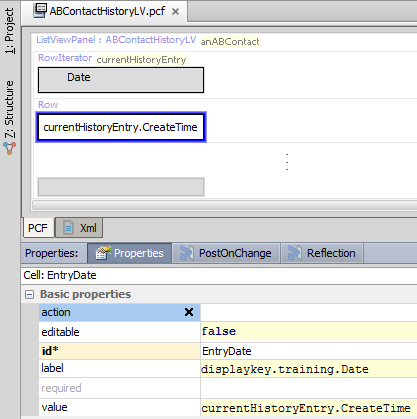 ABContactHistoryLV.pcf
1: Project
7: Structure
ListViewPanel : ABContactHistoryLV anABContact
RowIterator currentHistoryEntry
Date
Row
currentHistoryEntry.CreateTime
PCF Xml
Properties: Properties PostOnChange Reflection
Cell: EntryDate
Basic properties
action
editable false
id* EntryDate
label displaykey.training.Date
required
value currentHistoryEntry.CreateTime